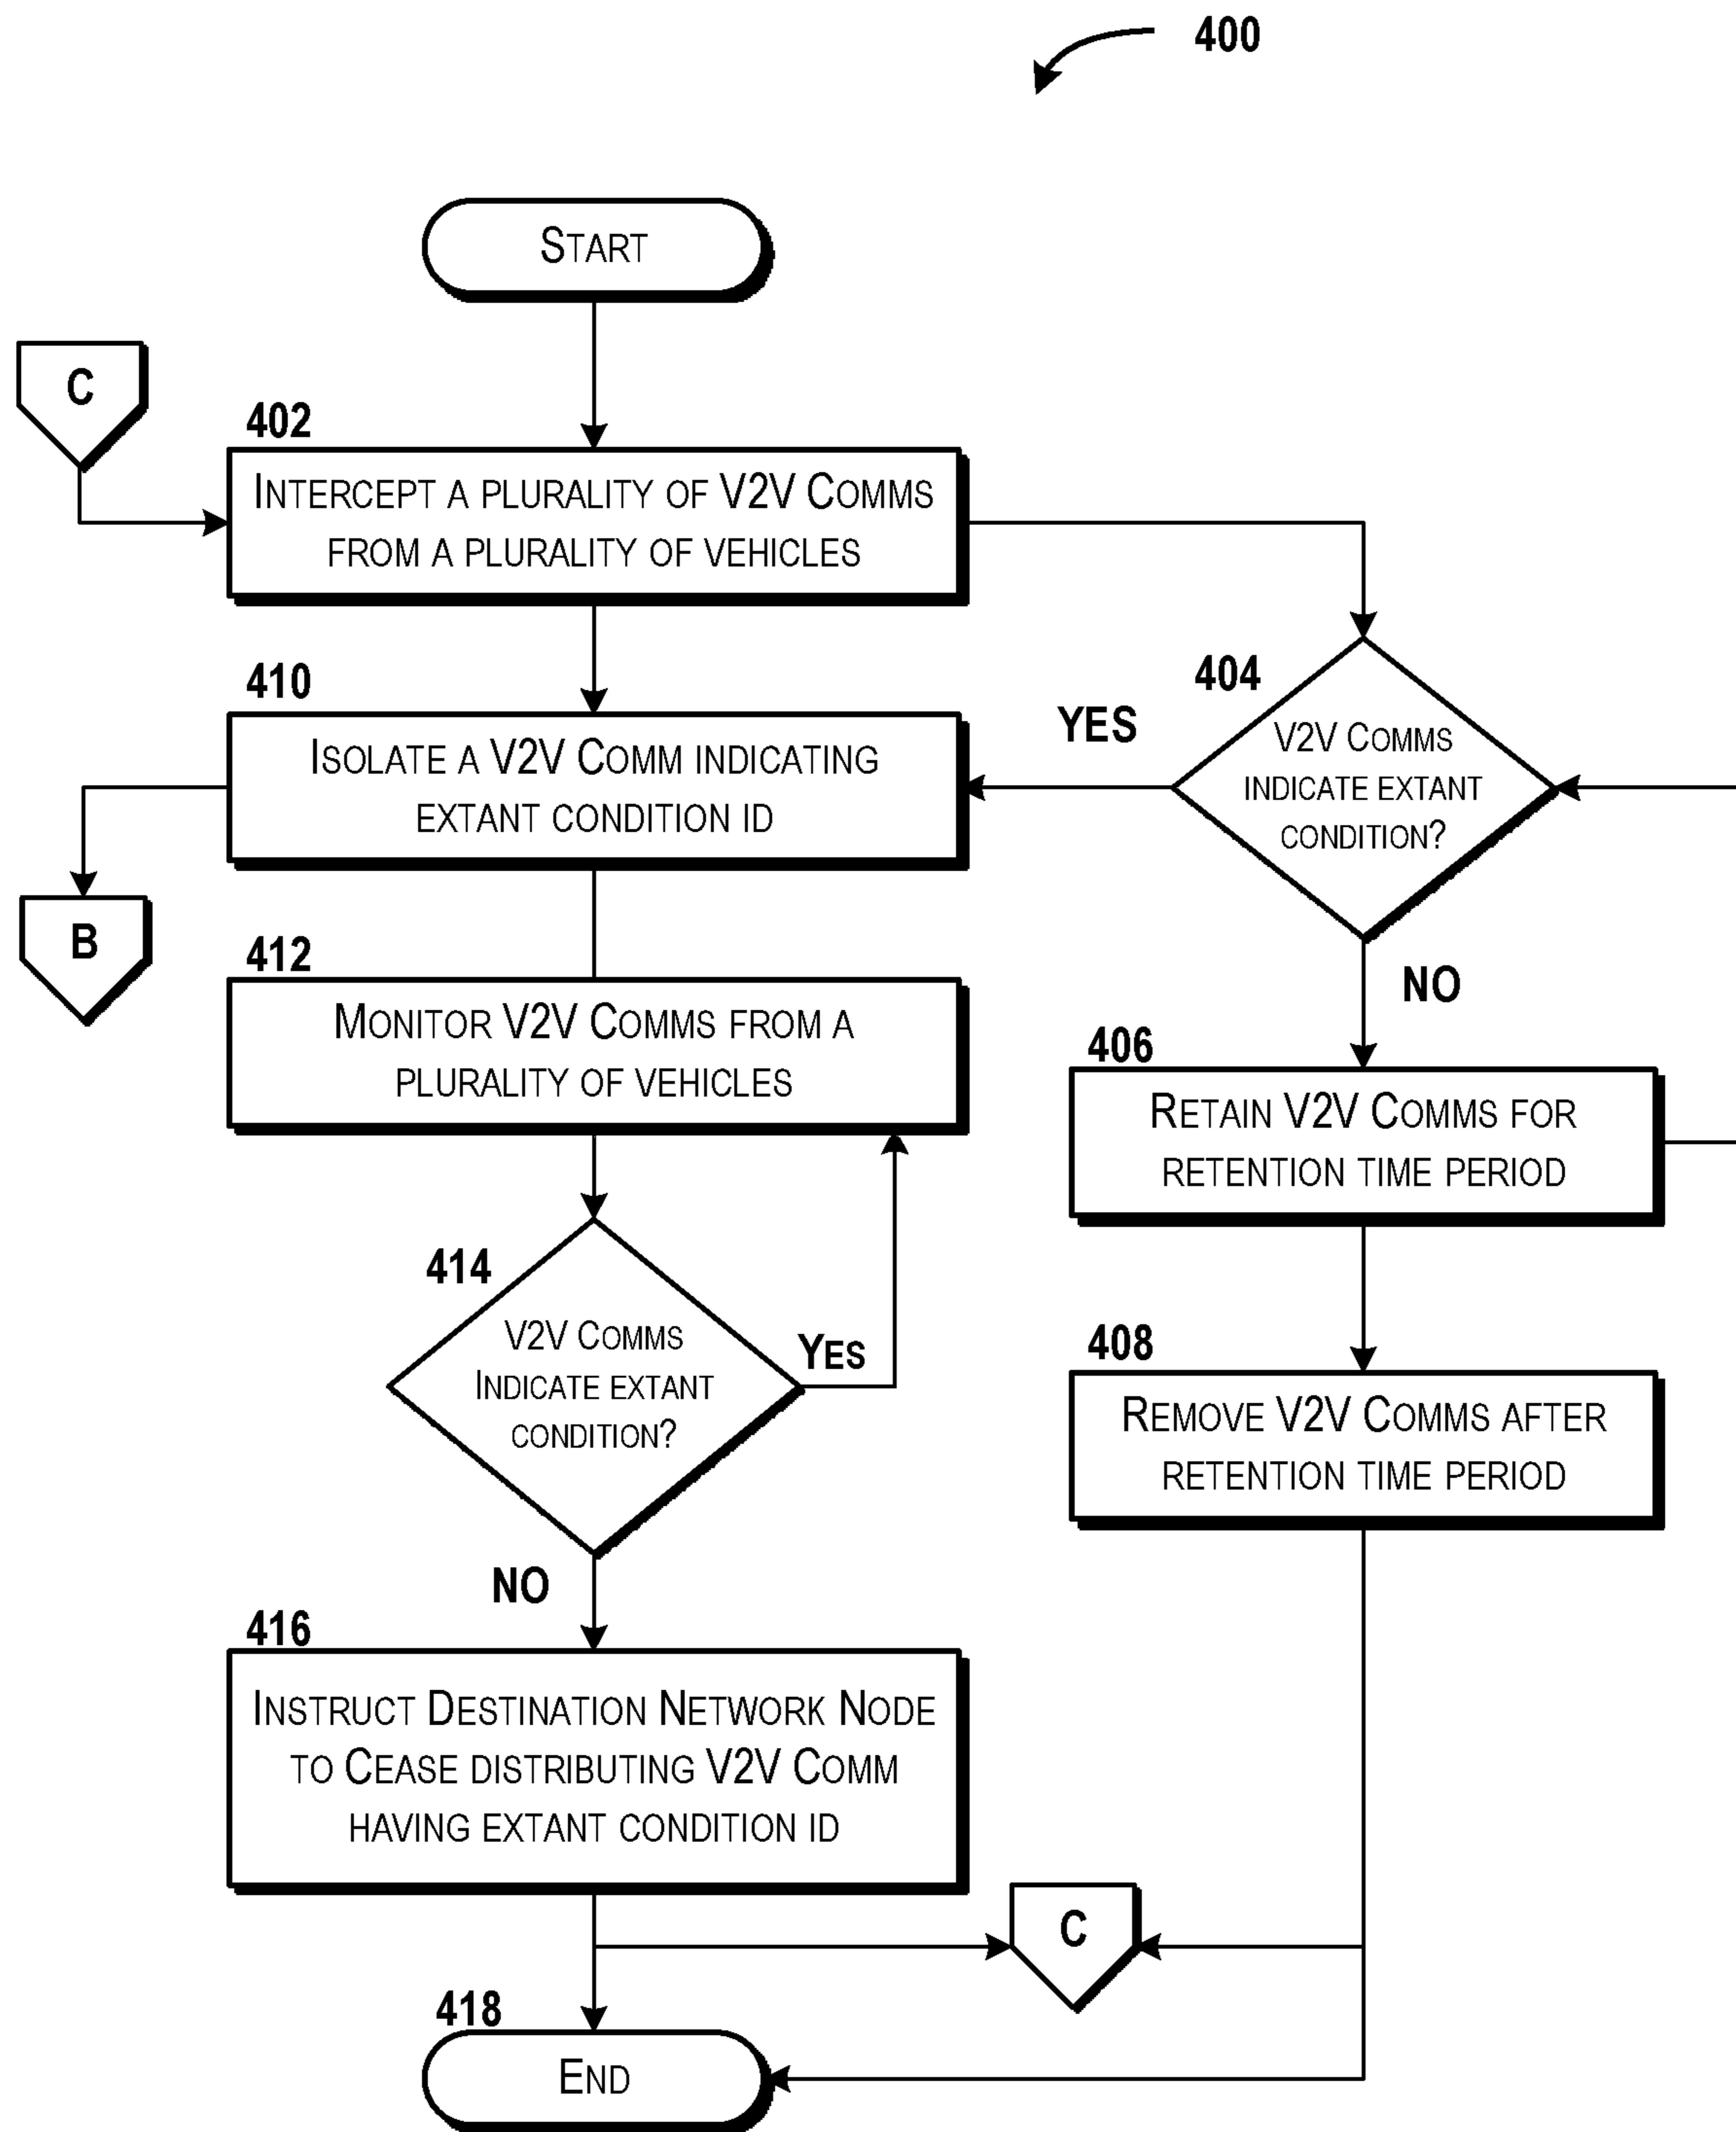 400
START
C
402
INTERCEPT A PLURALITY OF V2V COMMS
FROM A PLURALITY OF VEHICLES
404
V2V COMMS
INDICATE EXTANT
CONDITION?
YES
NO
410
ISOLATE A V2V COMM INDICATING
EXTANT CONDITION ID
B
412
MONITOR V2V COMMS FROM A
PLURALITY OF VEHICLES
406
RETAIN V2V COMMS FOR
RETENTION TIME PERIOD
414
V2V COMMS
INDICATE EXTANT
CONDITION?
YES
NO
408
REMOVE V2V COMMS AFTER
RETENTION TIME PERIOD
416
INSTRUCT DESTINATION NETWORK NODE
TO CEASE DISTRIBUTING V2V COMM
HAVING EXTANT CONDITION ID
C
418
END